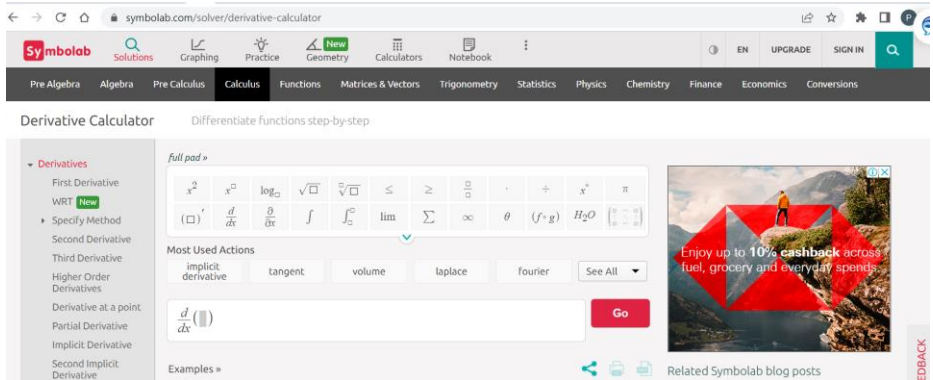 symbolab.com/solver/derivative-calculator
Symbolab
Solutions
Graphing
Practice
New
Geometry
Calculators
Notebook
EN
UPGRADE
SIGN IN
Pre Algebra
Algebra
Pre Calculus
Calculus
Functions
Matrices & Vectors
Trigonometry
Statistics
Physics
Chemistry
Finance
Economics
Conversions
Derivative Calculator
Differentiate functions step-by-step
Derivatives
First Derivative
WRT New
Specify Method
Second Derivative
Third Derivative
Higher Order
Derivatives
Derivative at a point
Partial Derivative
Implicit Derivative
Second Implicit
Derivative
full pad »
x² x^□ log□ √□ ⁿ√□ ≤ ≥ □/□ · ÷ x° π
(□)′ d/dx ∂/∂x ∫ ∫ lim ∑ ∞ θ (f∘g) H₂O
Most Used Actions
implicit
derivative
tangent
volume
laplace
fourier
See All
d/dx (□)
Go
Examples »
Enjoy up to 10% cashback across
fuel, grocery and everyday spends.
Related Symbolab blog posts